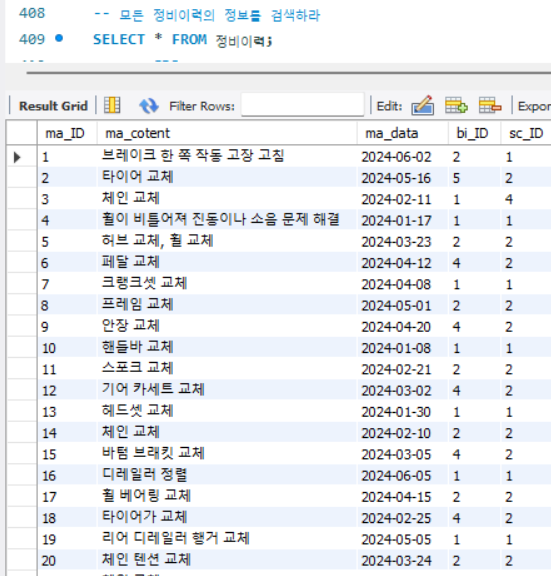 408 -- 모든 정비이력의 정보를 검색하라
409 SELECT * FROM 정비이력;
Result Grid Filter Rows: Edit: Expor
ma_ID ma_cotent ma_data bi_ID sc_ID
1 브레이크 한 쪽 작동 고장 고침 2024-06-02 2 1
2 타이어 교체 2024-05-16 5 2
3 체인 교체 2024-02-11 1 4
4 휠이 비틀어져 진동이나 소음 문제 해결 2024-01-17 1 1
5 허브 교체, 휠 교체 2024-03-23 2 2
6 페달 교체 2024-04-12 4 2
7 크랭크셋 교체 2024-04-08 1 1
8 프레임 교체 2024-05-01 2 2
9 안장 교체 2024-04-20 4 2
10 핸들바 교체 2024-01-08 1 1
11 스포크 교체 2024-02-21 2 2
12 기어 카세트 교체 2024-03-02 4 2
13 헤드셋 교체 2024-01-30 1 1
14 체인 교체 2024-02-10 2 2
15 바텀 브래킷 교체 2024-03-05 4 2
16 디레일러 정렬 2024-06-05 1 1
17 휠 베어링 교체 2024-04-15 2 2
18 타이어가 교체 2024-02-25 4 2
19 리어 디레일러 행거 교체 2024-05-05 1 1
20 체인 텐션 교체 2024-03-24 2 2